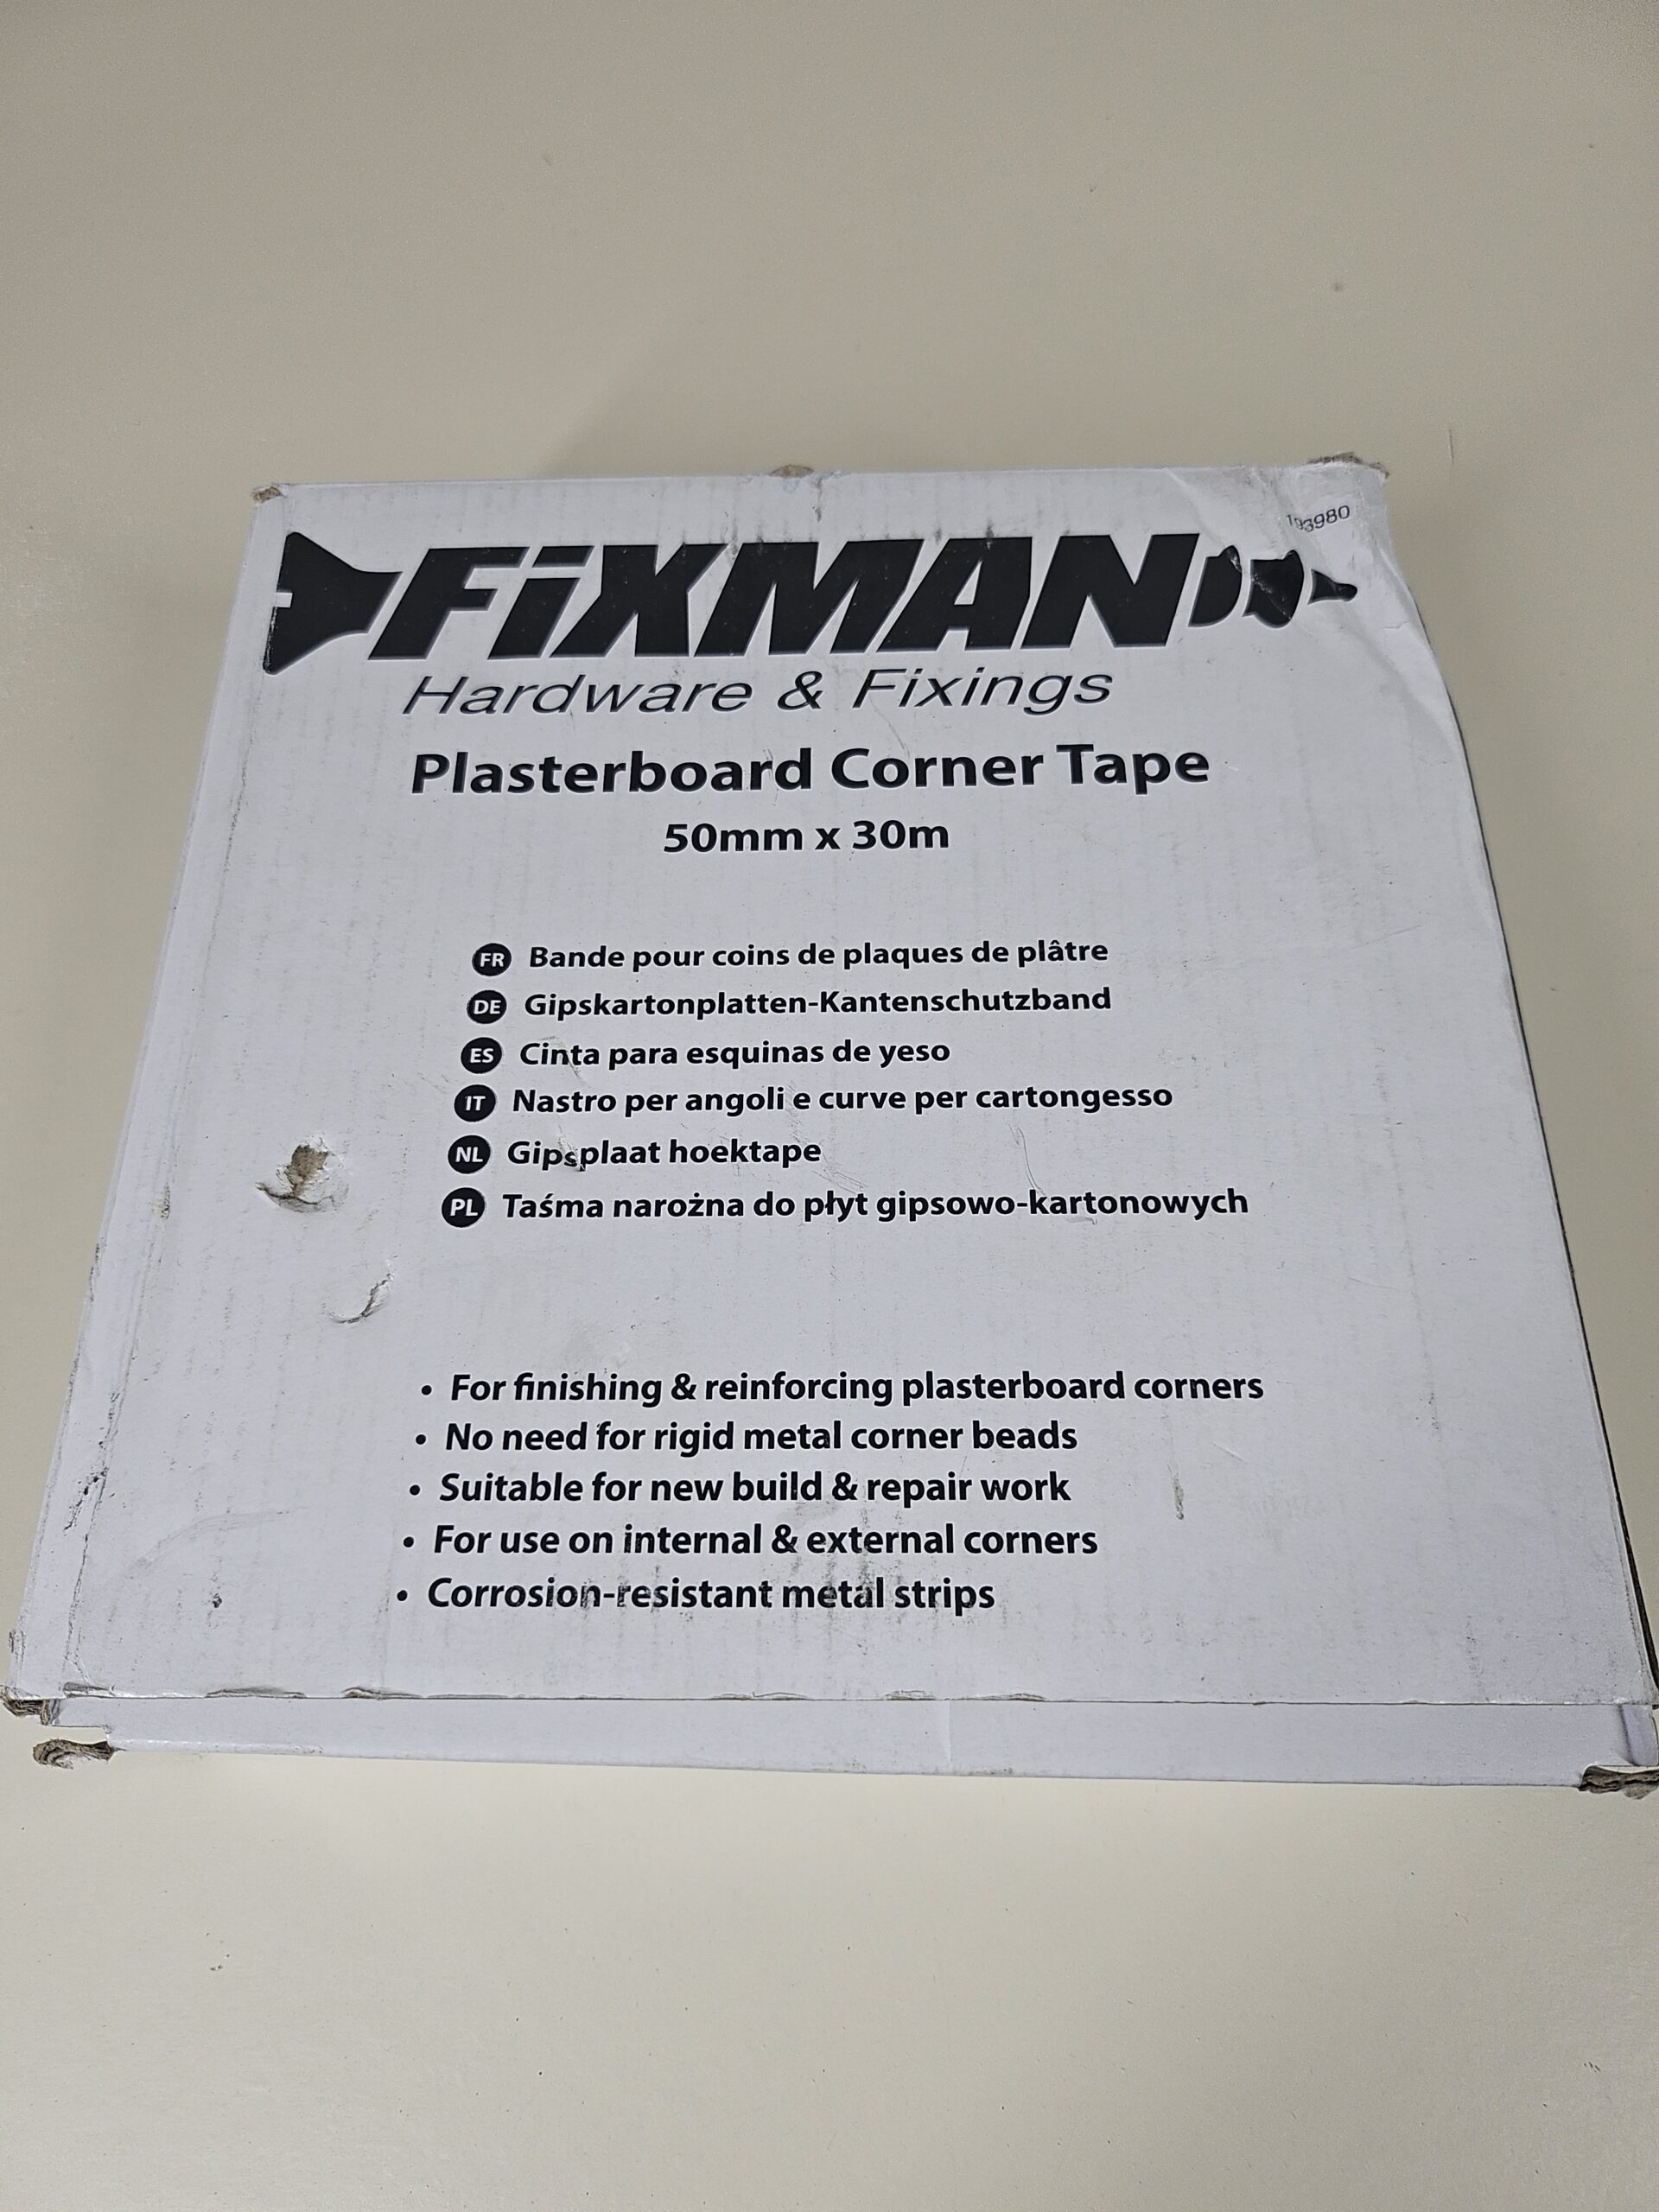 193980
FiXMAN
Hardware & Fixings
Plasterboard Corner Tape
50mm x 30m
FR Bande pour coins de plaques de plâtre
DE Gipskartonplatten-Kantenschutzband
ES Cinta para esquinas de yeso
IT Nastro per angoli e curve per cartongesso
NL Gipsplaat hoektape
PL Taśma narożna do płyt gipsowo-kartonowych
• For finishing & reinforcing plasterboard corners
• No need for rigid metal corner beads
• Suitable for new build & repair work
• For use on internal & external corners
• Corrosion-resistant metal strips